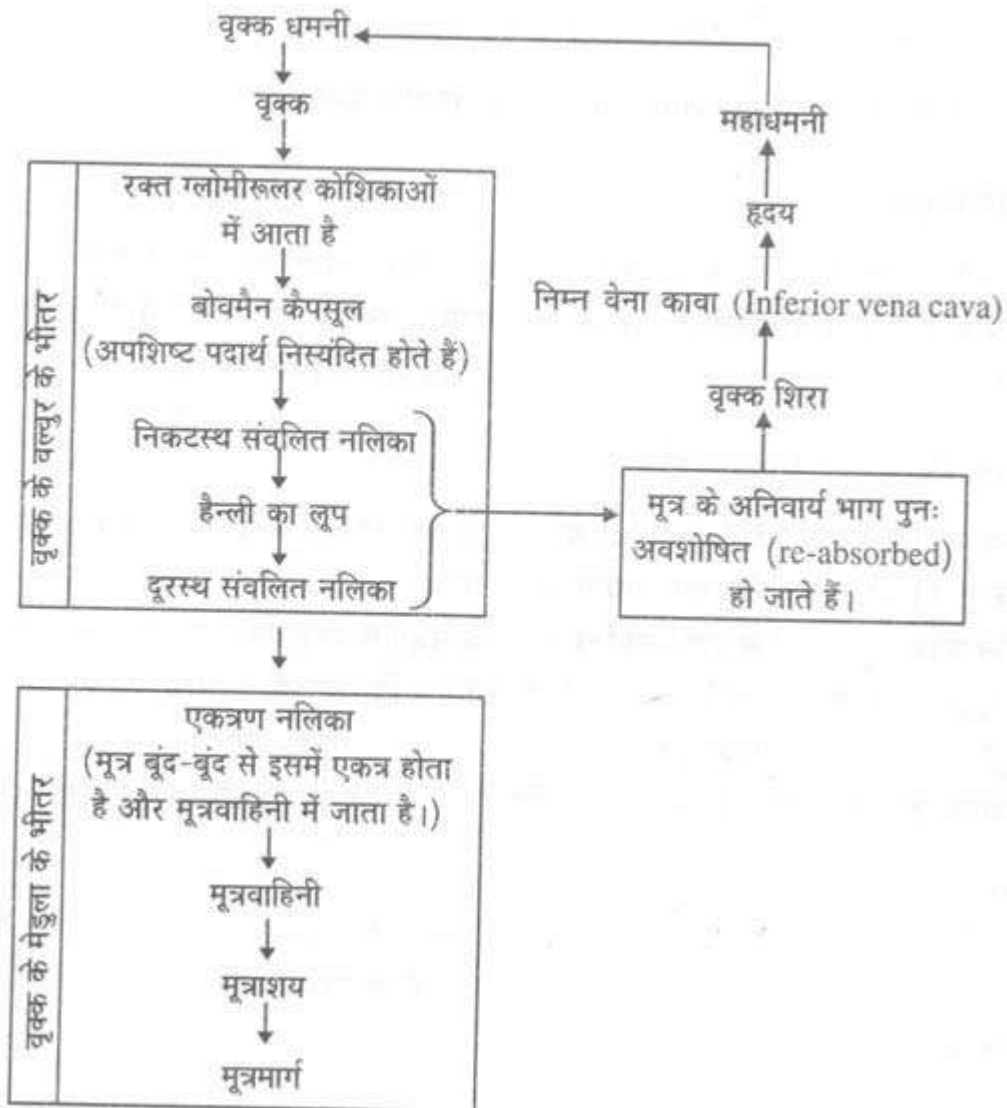 वृक्क धमनी
वृक्क
रक्त ग्लोमीरूलर कोशिकाओं
में आता है
बोवमैन कैपसूल
(अपशिष्ट पदार्थ निस्यंदित होते हैं)
निकटस्थ संवलित नलिका
हैन्ली का लूप
दूरस्थ संवलित नलिका
वृक्क के वल्चुर के भीतर
महाधमनी
हृदय
निम्न वेना कावा (Inferior vena cava)
वृक्क शिरा
मूत्र के अनिवार्य भाग पुनः
अवशोषित (re-absorbed)
हो जाते हैं।
एकत्रण नलिका
(मूत्र बूंद-बूंद से इसमें एकत्र होता
है और मूत्रवाहिनी में जाता है।)
मूत्रवाहिनी
मूत्राशय
मूत्रमार्ग
वृक्क के मेडुला के भीतर